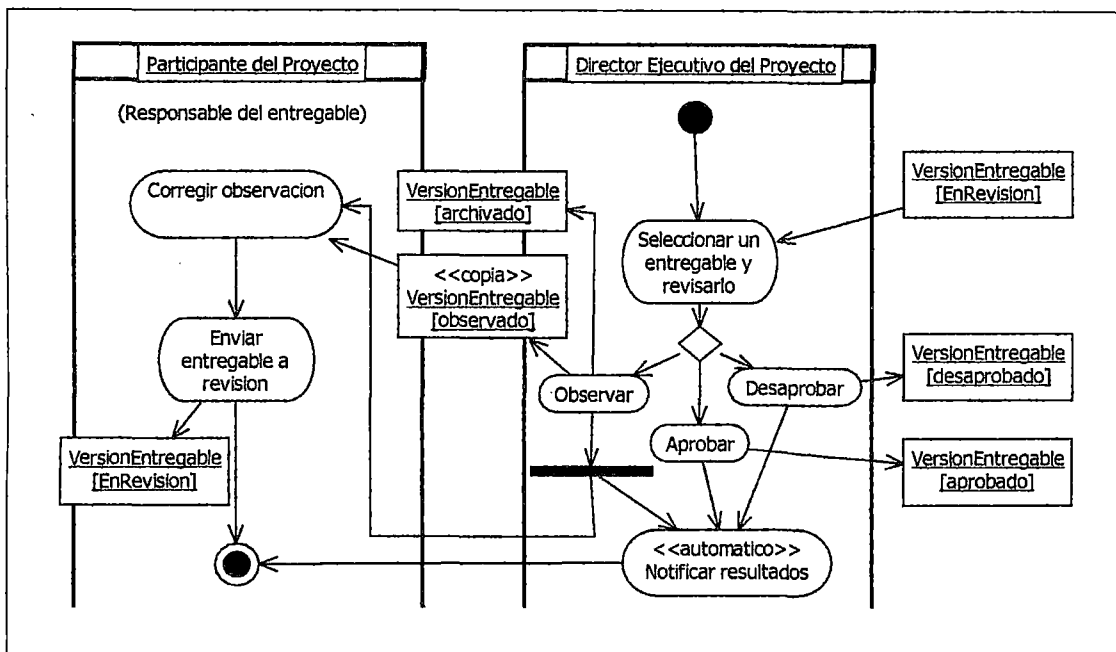 Participante del Proyecto
(Responsable del entregable)
Corregir observacion
Enviar
entregable a
revision
VersionEntregable
[EnRevision]
VersionEntregable
[archivado]
<<copia>>
VersionEntregable
[observado]
Director Ejecutivo del Proyecto
Seleccionar un
entregable y
revisarlo
Observar
Aprobar
Desaprobar
<<automatico>>
Notificar resultados
VersionEntregable
[EnRevision]
VersionEntregable
[desaprobado]
VersionEntregable
[aprobado]